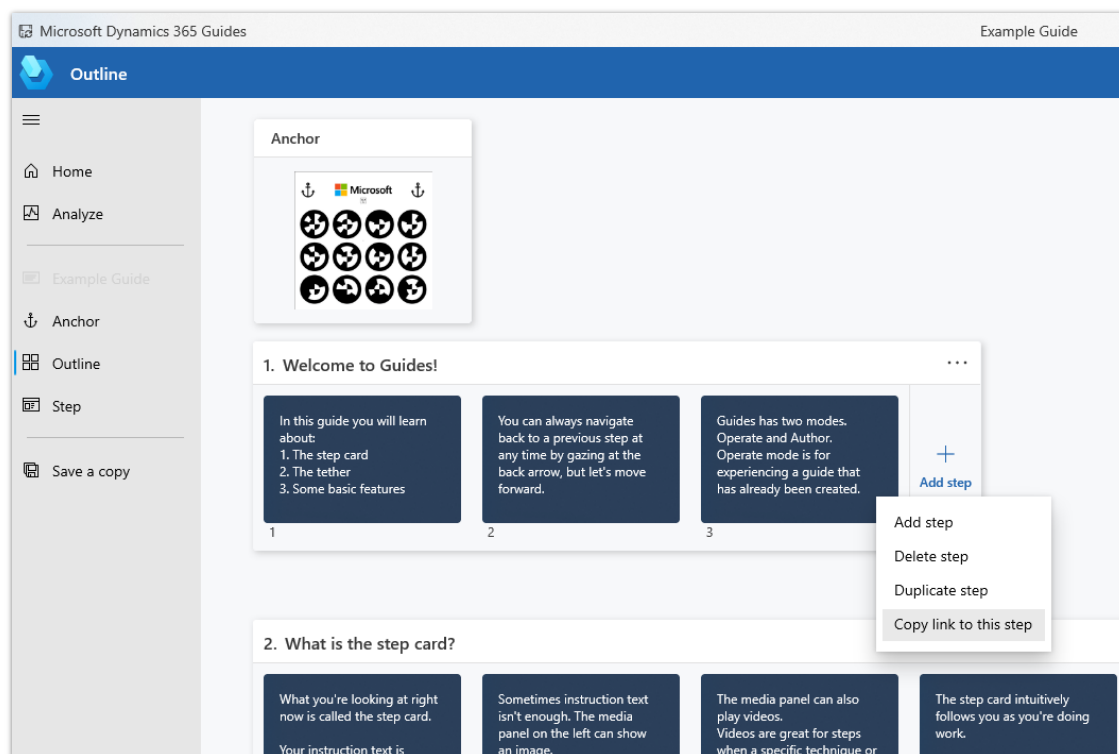 Microsoft Dynamics 365 Guides
Example Guide
Outline
Home
Analyze
Example Guide
Anchor
Outline
Step
Save a copy
Anchor
Microsoft
1. Welcome to Guides!
In this guide you will learn
about:
1. The step card
2. The tether
3. Some basic features
1
You can always navigate
back to a previous step at
any time by gazing at the
back arrow, but let's move
forward.
2
Guides has two modes.
Operate and Author.
Operate mode is for
experiencing a guide that
has already been created.
3
Add step
Add step
Delete step
Duplicate step
Copy link to this step
2. What is the step card?
What you're looking at right
now is called the step card.
Your instruction text is
Sometimes instruction text
isn't enough. The media
panel on the left can show
an image.
The media panel can also
play videos.
Videos are great for steps
when a specific technique or
The step card intuitively
follows you as you're doing
work.